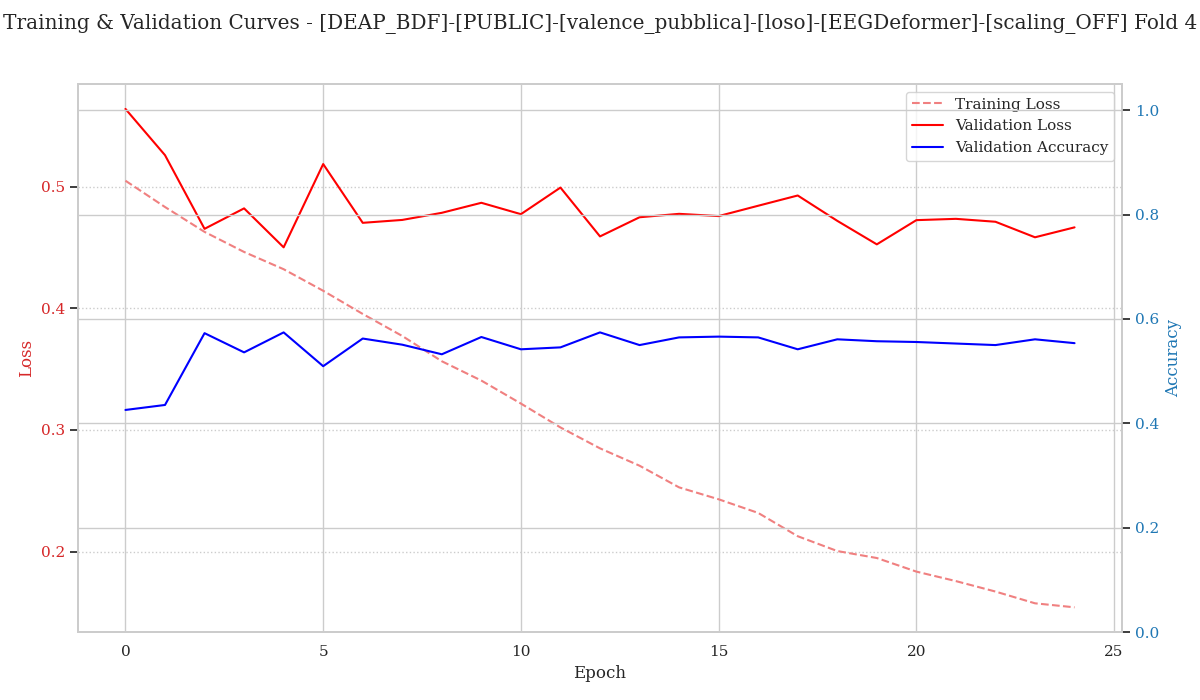 Training & Validation Curves - [DEAP_BDF]-[PUBLIC]-[valence_pubblica]-[loso]-[EEGDeformer]-[scaling_OFF] Fold 4
Training Loss
Validation Loss
Validation Accuracy
Loss
0.5
0.4
0.3
0.2
1.0
0.8
0.6
0.4
0.2
0.0
Accuracy
0
5
10
15
20
25
Epoch